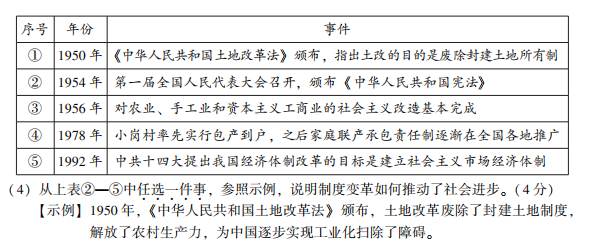 序号 年份 事件
① 1950 年 《中华人民共和国土地改革法》颁布，指出土改的目的是废除封建土地所有制
② 1954 年 第一届全国人民代表大会召开，颁布《中华人民共和国宪法》
③ 1956 年 对农业、手工业和资本主义工商业的社会主义改造基本完成
④ 1978 年 小岗村率先实行包产到户，之后家庭联产承包责任制逐渐在全国各地推广
⑤ 1992 年 中共十四大提出我国经济体制改革的目标是建立社会主义市场经济体制
（4）从上表②—⑤中任选一件事，参照示例，说明制度变革如何推动了社会进步。（4 分）
【示例】1950 年，《中华人民共和国土地改革法》颁布，土地改革废除了封建土地制度，
解放了农村生产力，为中国逐步实现工业化扫除了障碍。